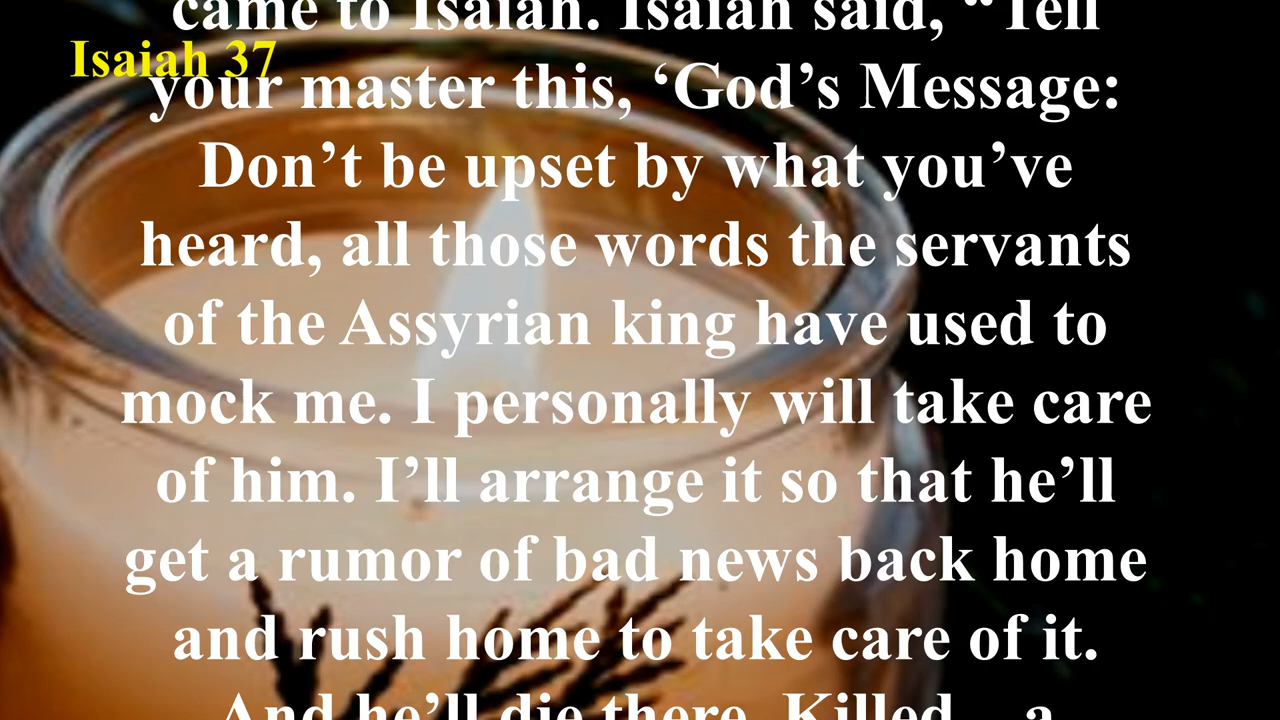 came to Isaiah. Isaiah said, “Tell
Isaiah 37
your master this, ‘God’s Message:
Don’t be upset by what you’ve
heard, all those words the servants
of the Assyrian king have used to
mock me. I personally will take care
of him. I’ll arrange it so that he’ll
get a rumor of bad news back home
and rush home to take care of it.
And he’ll die there. Killed—a